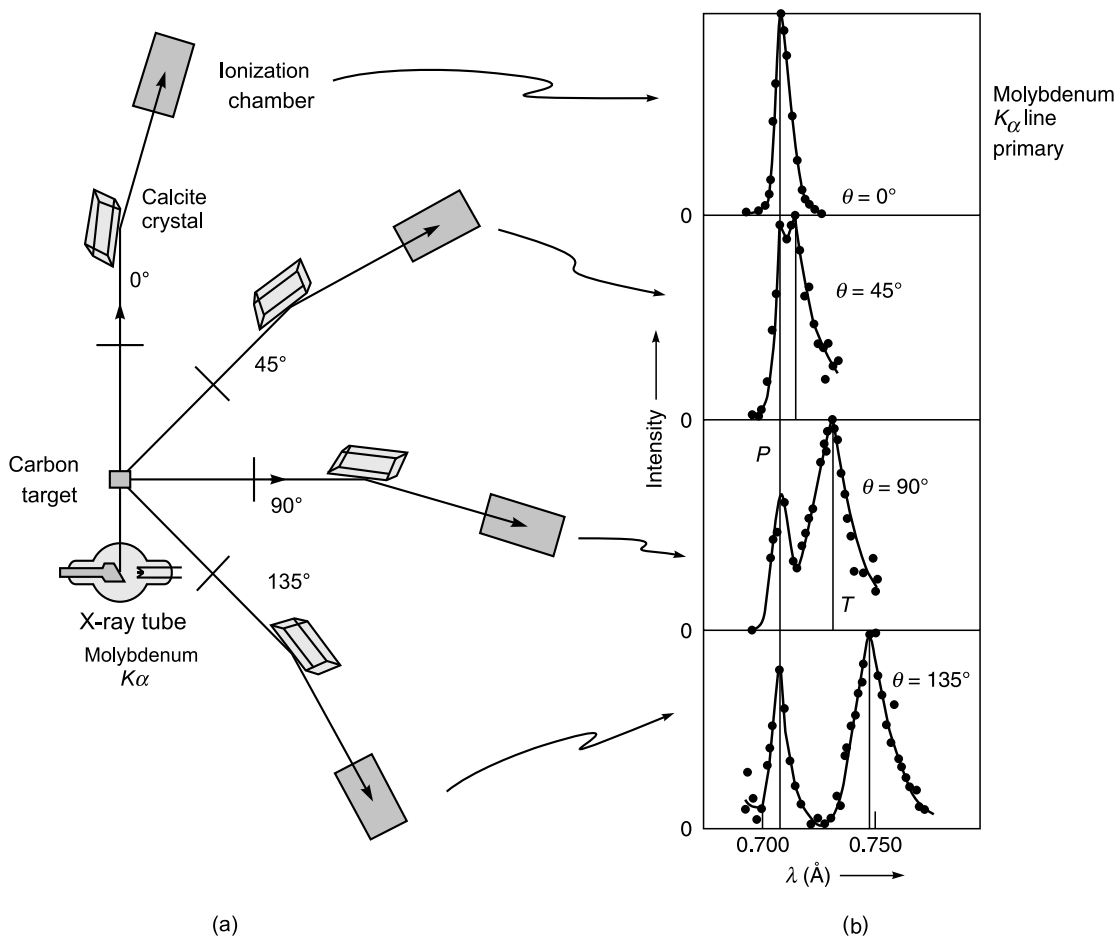 Ionization
chamber
Calcite
crystal
0°
45°
Carbon
target
90°
135°
X-ray tube
Molybdenum
Kα
(a)
Molybdenum
Kα line
primary
θ = 0°
0
θ = 45°
Intensity
0
P
θ = 90°
T
0
θ = 135°
0
0.700
0.750
λ (Å)
(b)